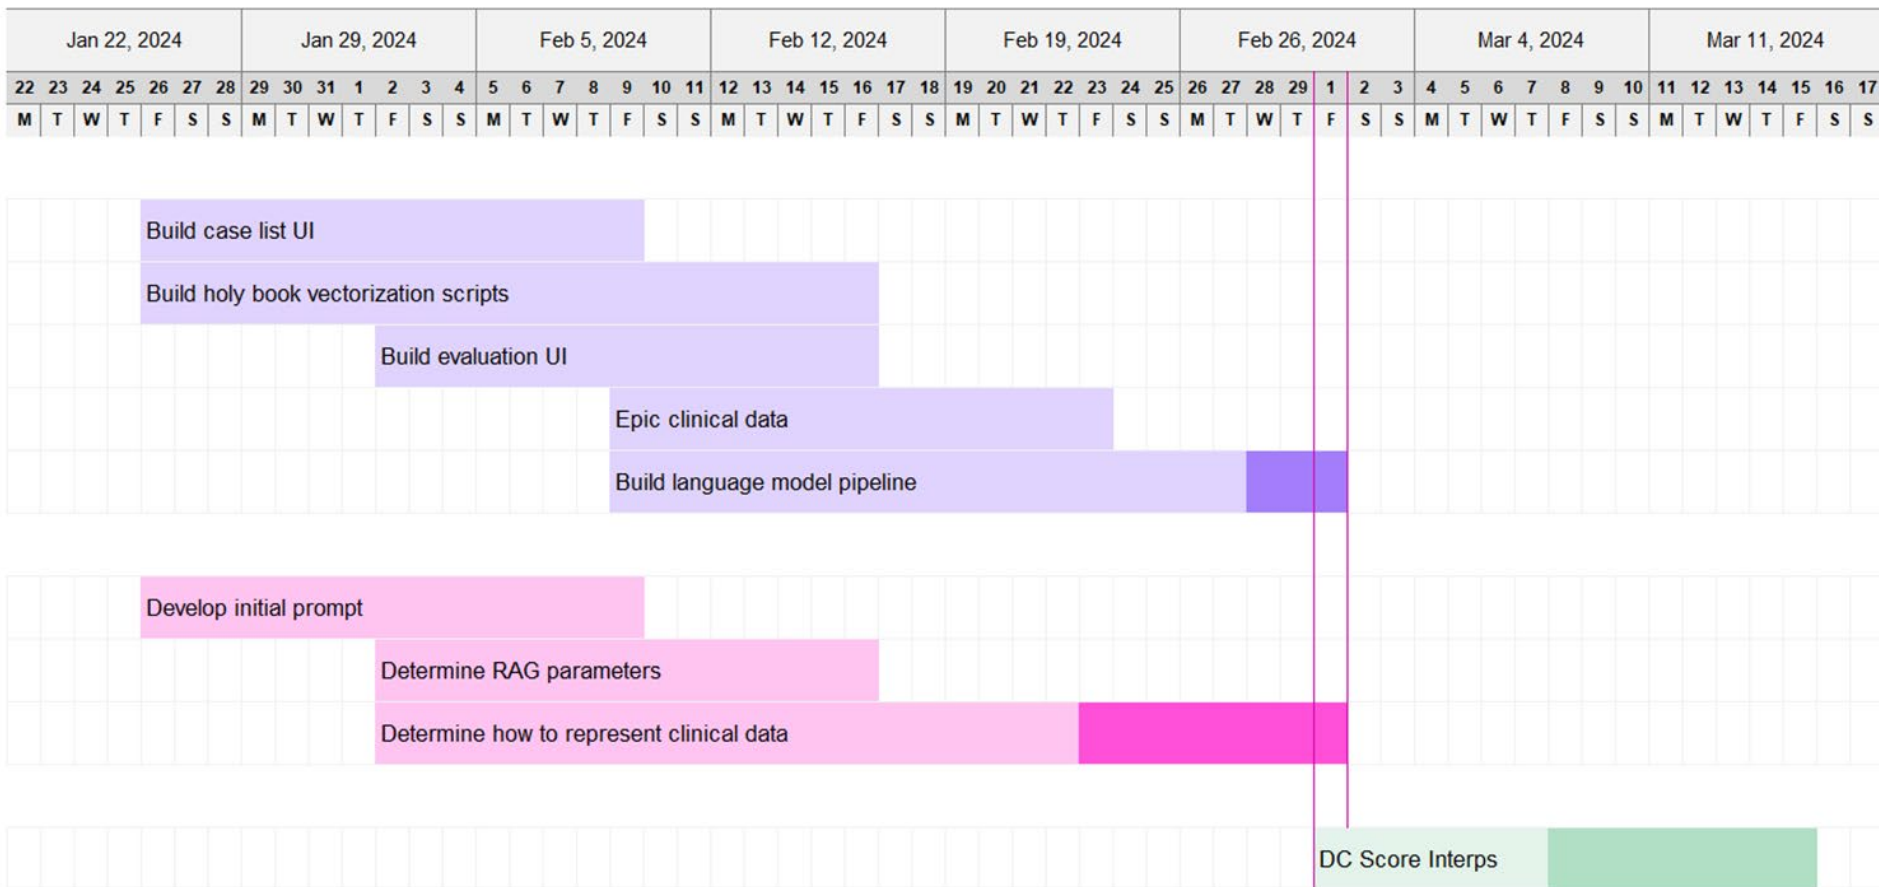 Jan 22, 2024 Jan 29, 2024 Feb 5, 2024 Feb 12, 2024 Feb 19, 2024 Feb 26, 2024 Mar 4, 2024 Mar 11, 2024
22 23 24 25 26 27 28 29 30 31 1 2 3 4 5 6 7 8 9 10 11 12 13 14 15 16 17 18 19 20 21 22 23 24 25 26 27 28 29 1 2 3 4 5 6 7 8 9 10 11 12 13 14 15 16 17
M T W T F S S M T W T F S S M T W T F S S M T W T F S S M T W T F S S M T W T F S S M T W T F S S M T W T F S S
Build case list UI
Build holy book vectorization scripts
Build evaluation UI
Epic clinical data
Build language model pipeline
Develop initial prompt
Determine RAG parameters
Determine how to represent clinical data
DC Score Interps